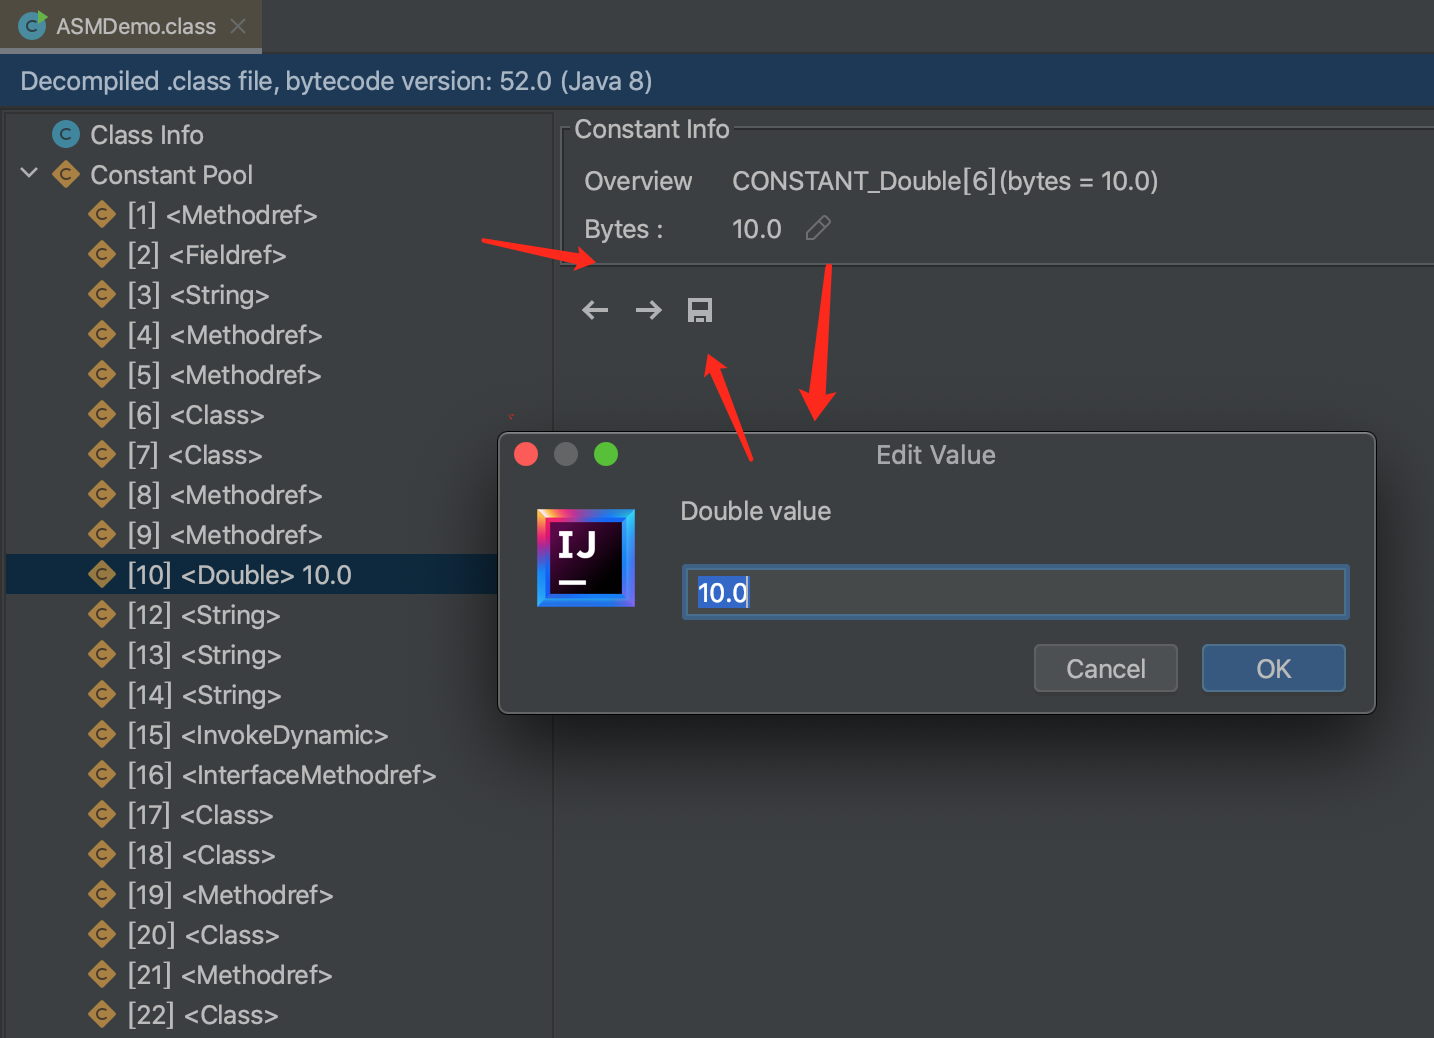 ASMDemo.class
Decompiled .class file, bytecode version: 52.0 (Java 8)
Class Info
Constant Pool
[1] <Methodref>
[2] <Fieldref>
[3] <String>
[4] <Methodref>
[5] <Methodref>
[6] <Class>
[7] <Class>
[8] <Methodref>
[9] <Methodref>
[10] <Double> 10.0
[12] <String>
[13] <String>
[14] <String>
[15] <InvokeDynamic>
[16] <InterfaceMethodref>
[17] <Class>
[18] <Class>
[19] <Methodref>
[20] <Class>
[21] <Methodref>
[22] <Class>
Constant Info
Overview CONSTANT_Double[6](bytes = 10.0)
Bytes : 10.0
Edit Value
IJ
Double value
10.0
Cancel OK